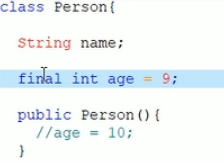 class Person{
String name;
final int age = 9;
public Person(){
//age = 10;
}